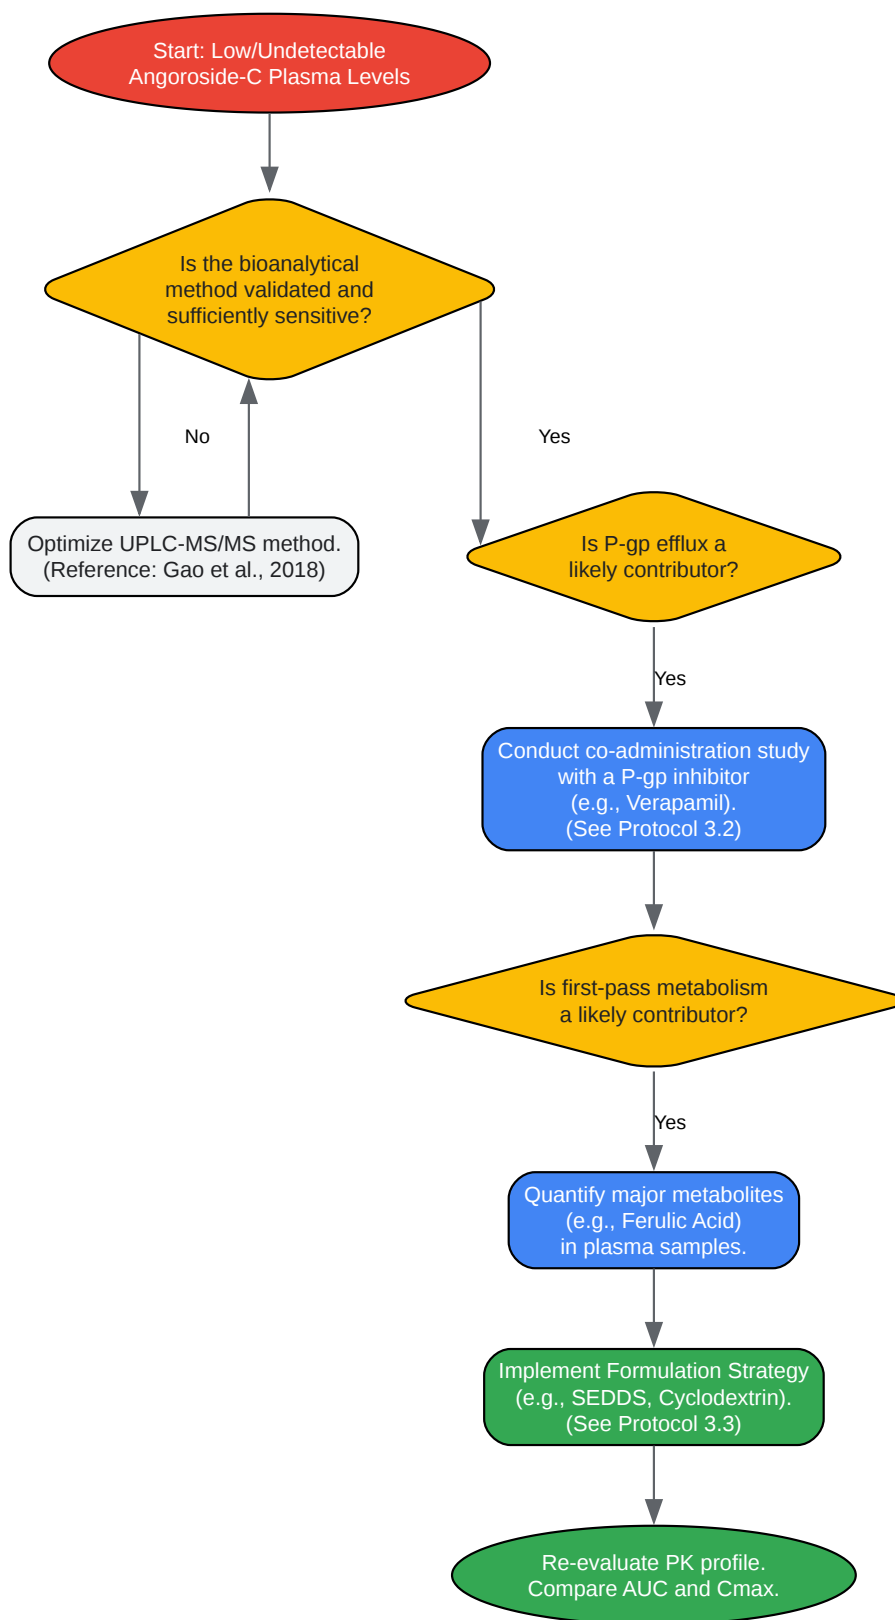 Start: Low/Undetectable
Angoroside-C Plasma Levels
Is the bioanalytical
method validated and
sufficiently sensitive?
No
Yes
Optimize UPLC-MS/MS method.
(Reference: Gao et al., 2018)
Is P-gp efflux a
likely contributor?
Yes
Conduct co-administration study
with a P-gp inhibitor
(e.g., Verapamil).
(See Protocol 3.2)
Is first-pass metabolism
a likely contributor?
Yes
Quantify major metabolites
(e.g., Ferulic Acid)
in plasma samples.
Implement Formulation Strategy
(e.g., SEDDS, Cyclodextrin).
(See Protocol 3.3)
Re-evaluate PK profile.
Compare AUC and Cmax.